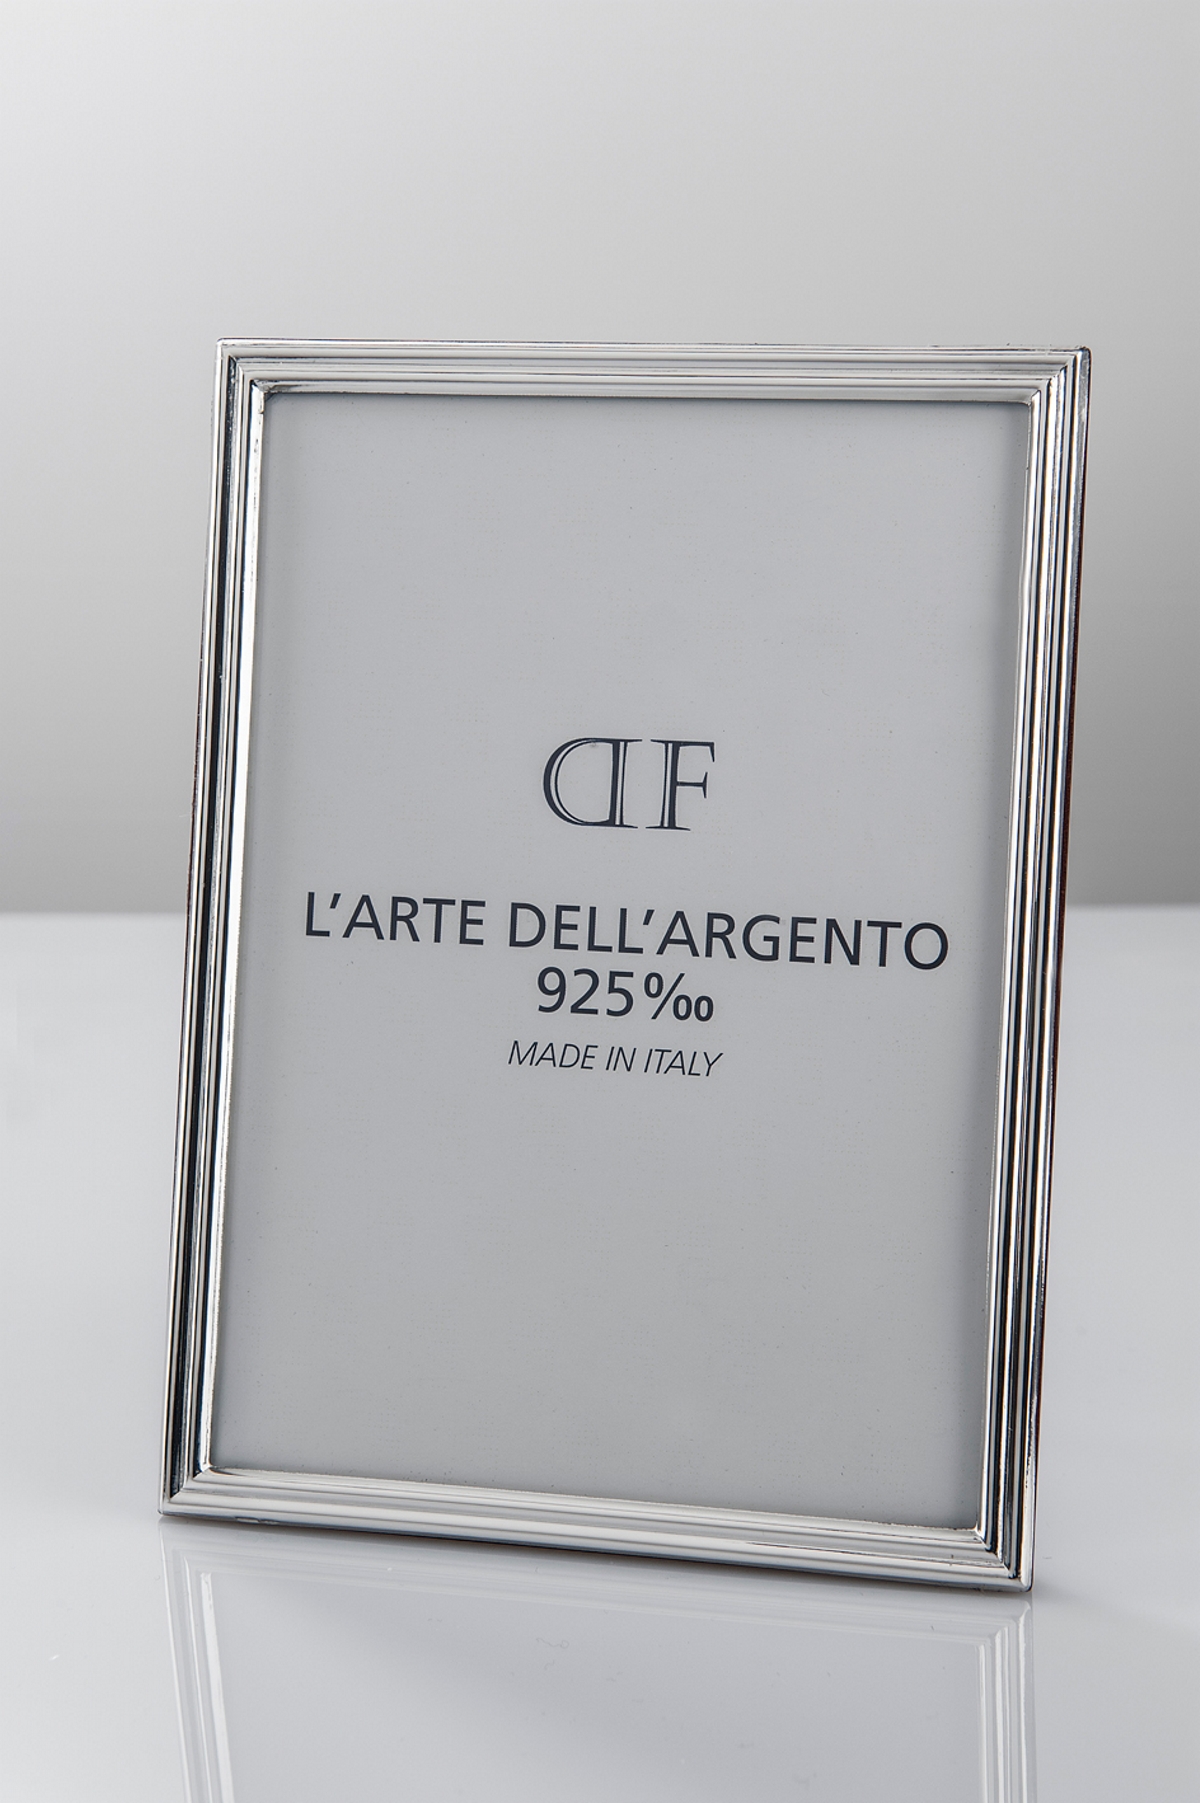 DF
L'ARTE DELL'ARGENTO
925‰
MADE IN ITALY